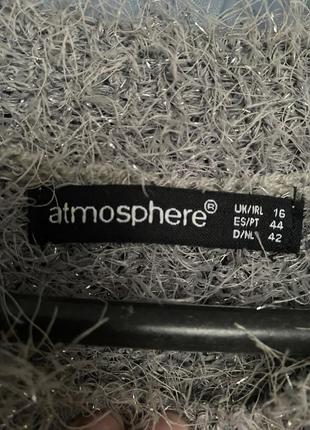 atmosphere®
UK/IRL 16
ES/PT 44
D/NL 42